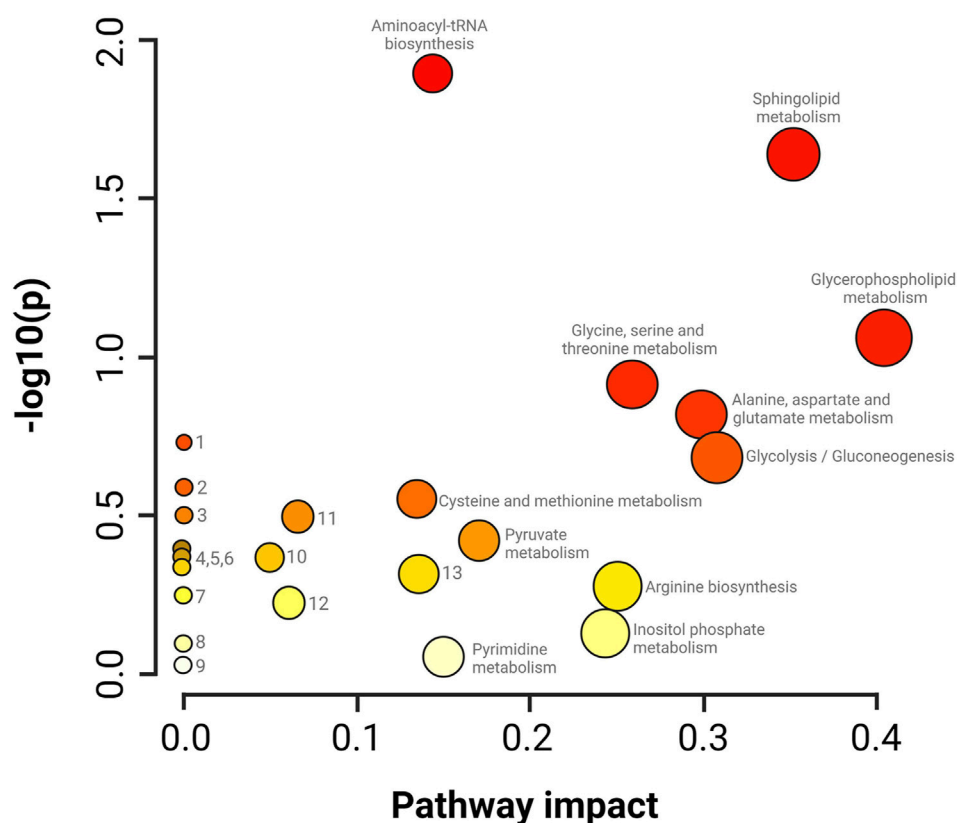 Aminoacyl-tRNA
biosynthesis
Sphingolipid
metabolism
Glycerophospholipid
metabolism
Glycine, serine and
threonine metabolism
Alanine, aspartate and
glutamate metabolism
Glycolysis / Gluconeogenesis
Cysteine and methionine metabolism
Pyruvate
metabolism
Arginine biosynthesis
Inositol phosphate
metabolism
Pyrimidine
metabolism
1
2
3
4,5,6
7
8
9
11
10
12
13
-log10(p)
2.0
1.5
1.0
0.5
0.0
0.0
0.1
0.2
0.3
0.4
Pathway impact